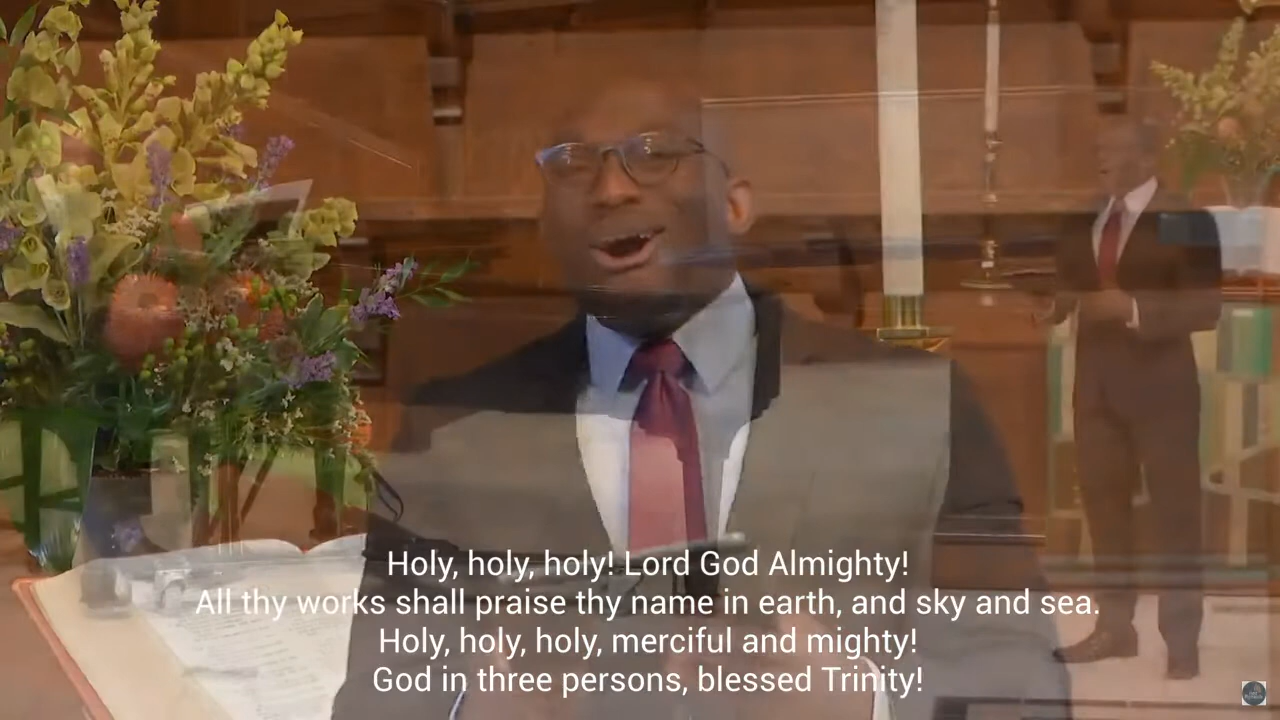 Holy, holy, holy! Lord God Almighty!
All thy works shall praise thy name in earth, and sky and sea.
Holy, holy, holy, merciful and mighty!
God in three persons, blessed Trinity!